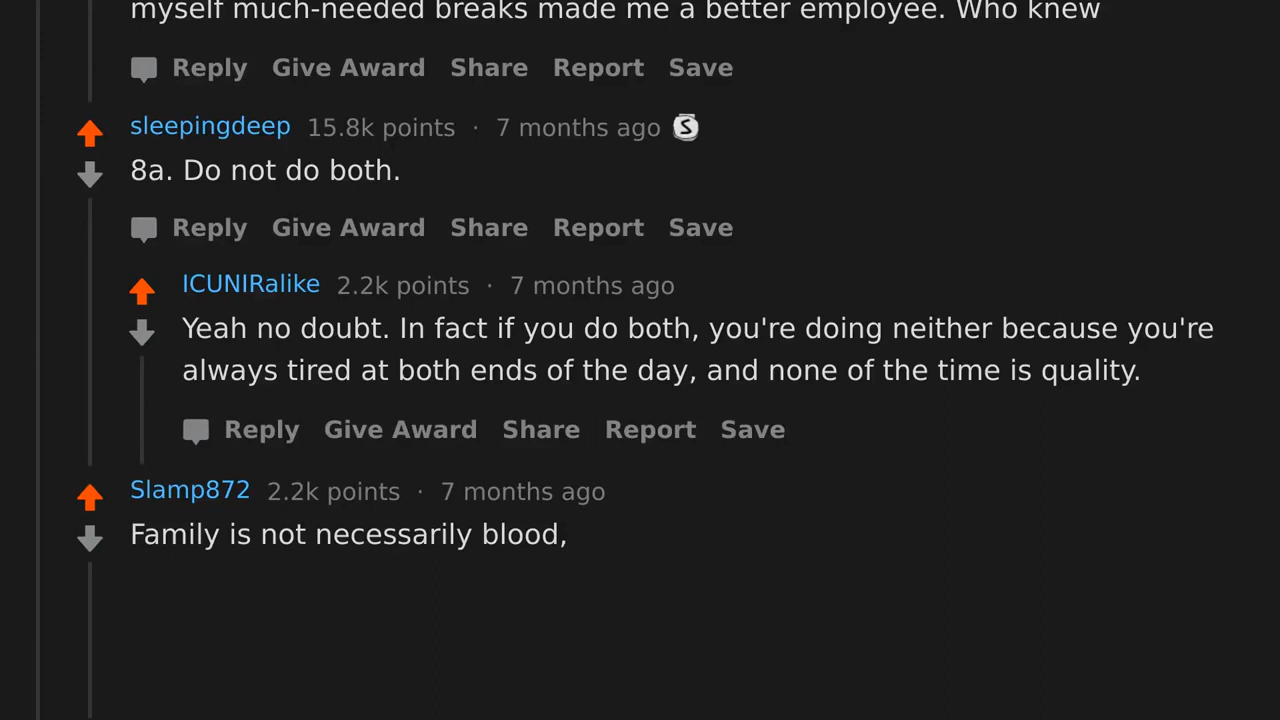 myself much-needed breaks made me a better employee. Who knew
Reply Give Award Share Report Save
sleepingdeep 15.8k points · 7 months ago S
8a. Do not do both.
Reply Give Award Share Report Save
ICUNIRalike 2.2k points · 7 months ago
Yeah no doubt. In fact if you do both, you're doing neither because you're
always tired at both ends of the day, and none of the time is quality.
Reply Give Award Share Report Save
Slamp872 2.2k points · 7 months ago
Family is not necessarily blood,